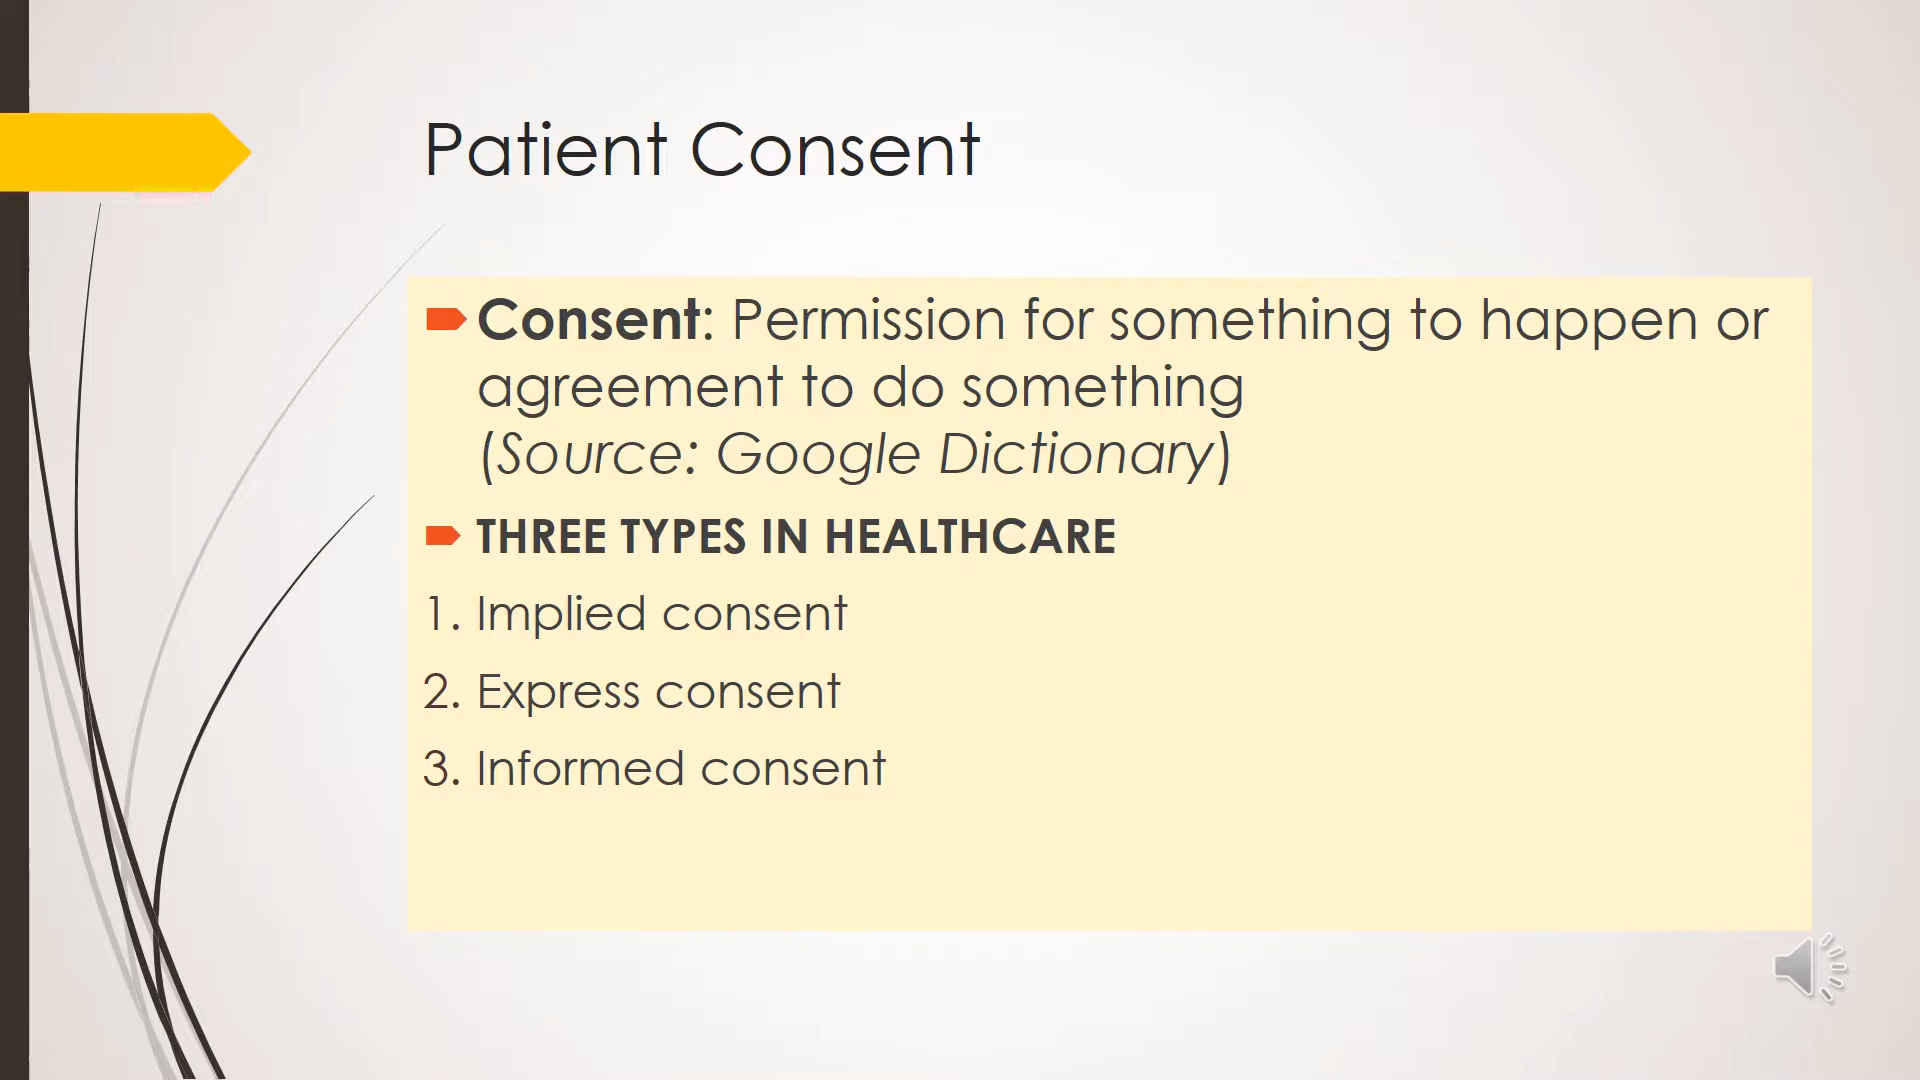 Patient Consent
Consent: Permission for something to happen or
agreement to do something
(Source: Google Dictionary)
THREE TYPES IN HEALTHCARE
1. Implied consent
2. Express consent
3. Informed consent